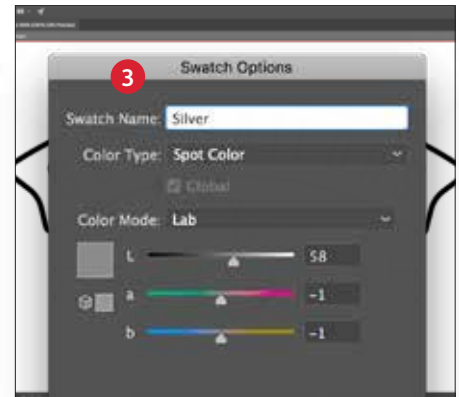 3
Swatch Options
Swatch Name: Silver
Color Type: Spot Color
Global
Color Mode: Lab
L 58
a -1
b -1